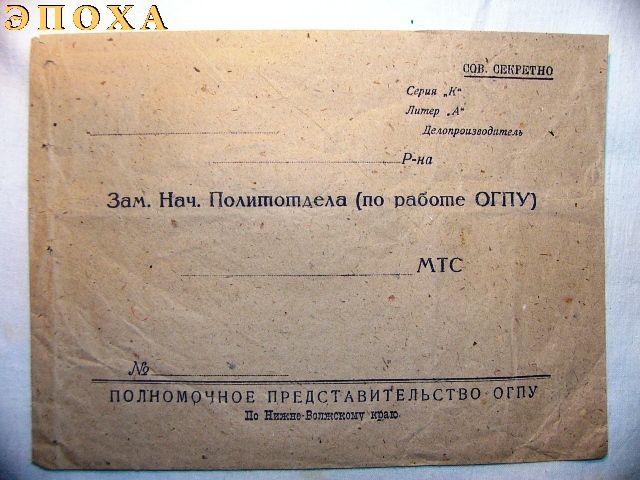 ЭПОХА
СОВ. СЕКРЕТНО
Серия „К“
Литер „А“
Делопроизводитель
Р-на
Зам. Нач. Политотдела (по работе ОГПУ)
МТС
№
ПОЛНОМОЧНОЕ ПРЕДСТАВИТЕЛЬСТВО ОГПУ
По Нижне-Волжскому краю.